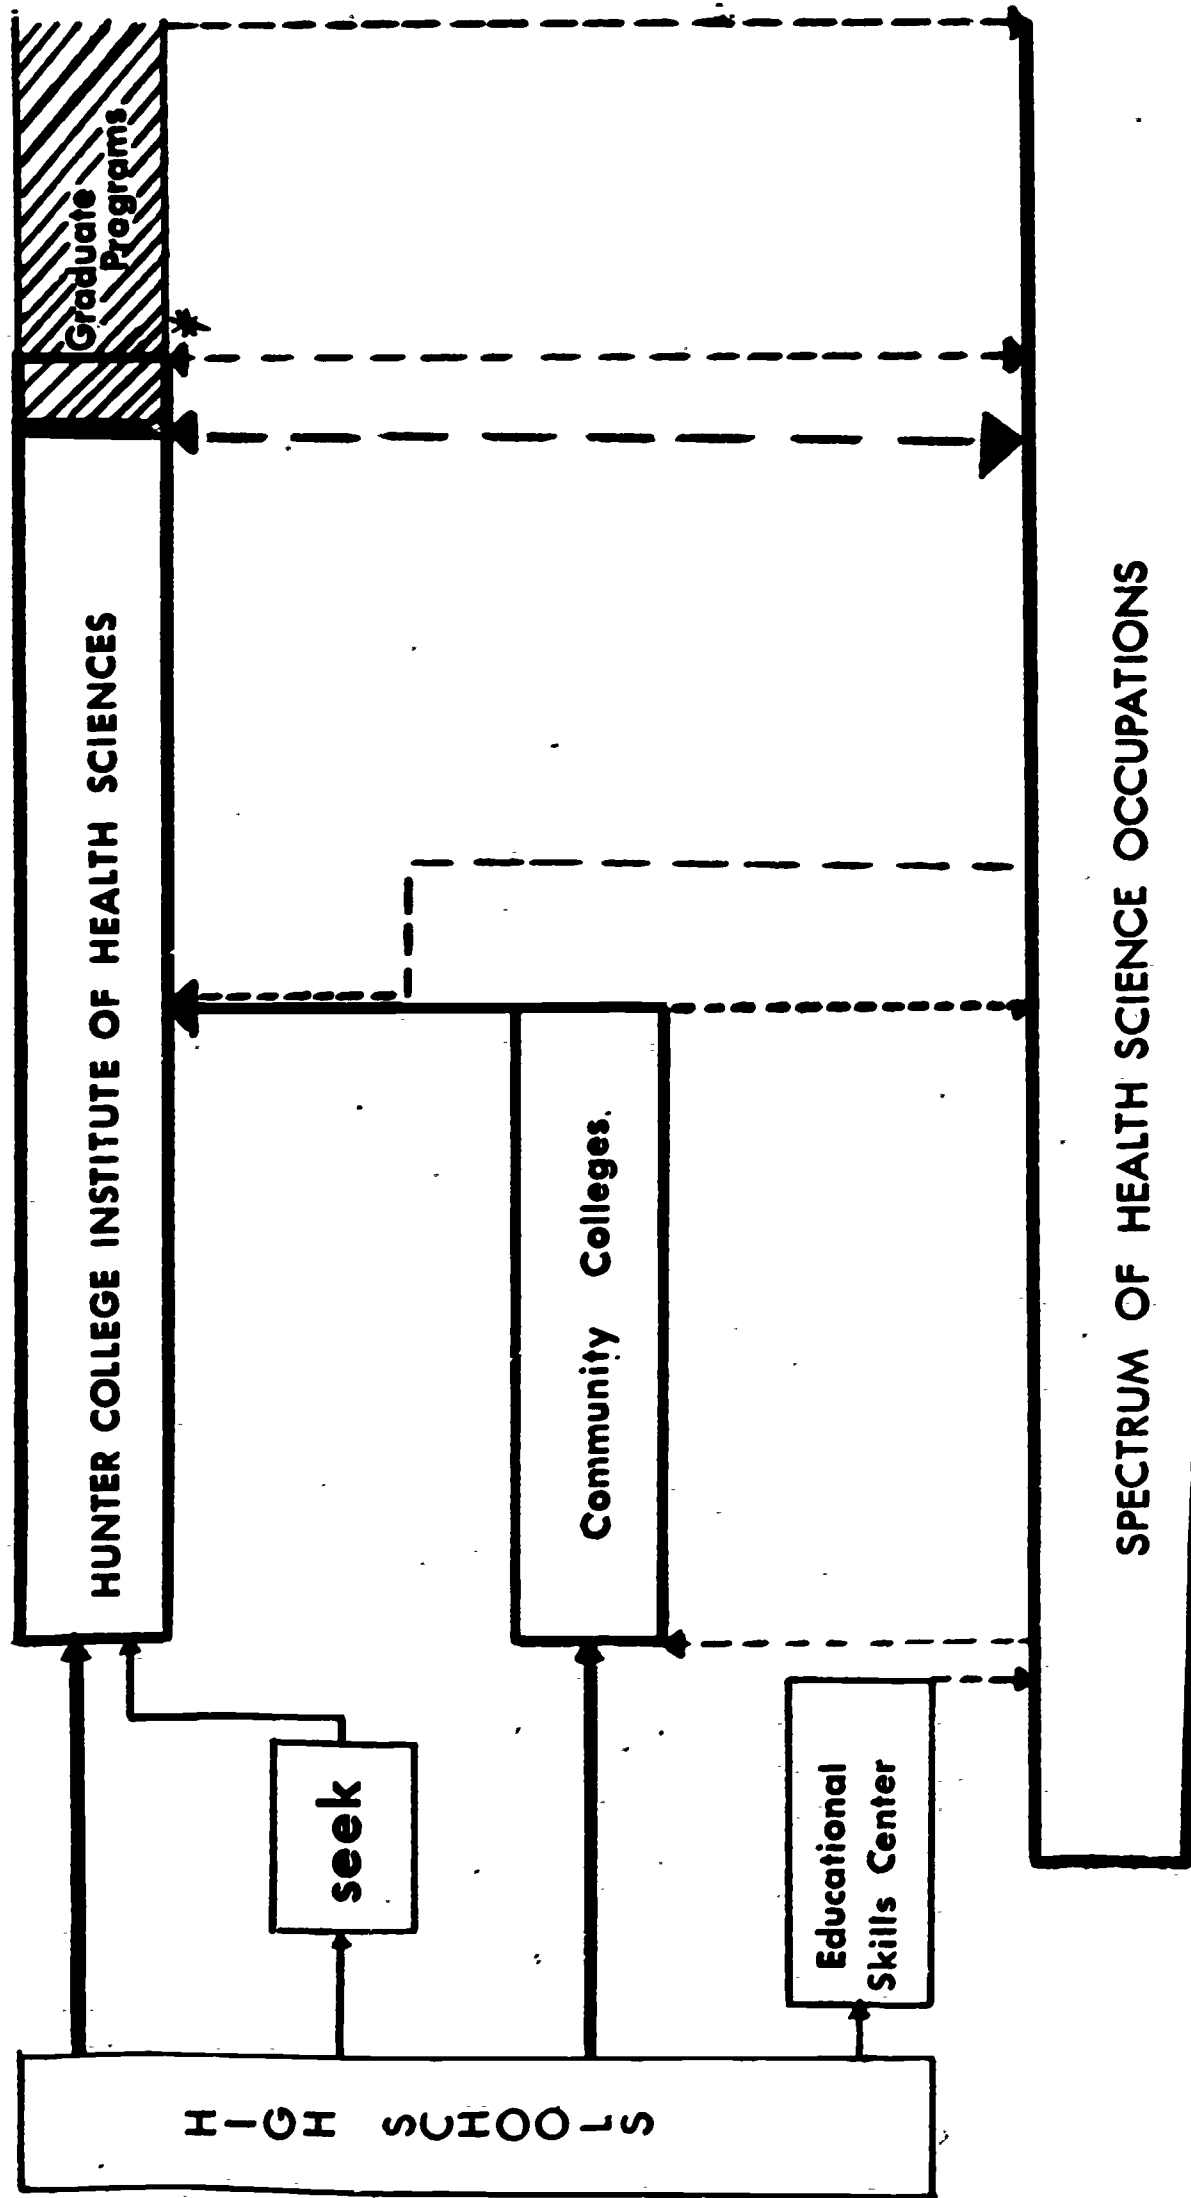 HIGH SCHOOLS
HUNTER COLLEGE INSTITUTE OF HEALTH SCIENCES
Graduate
Programs
*
seek
Community Colleges
Educational
Skills Center
SPECTRUM OF HEALTH SCIENCE OCCUPATIONS